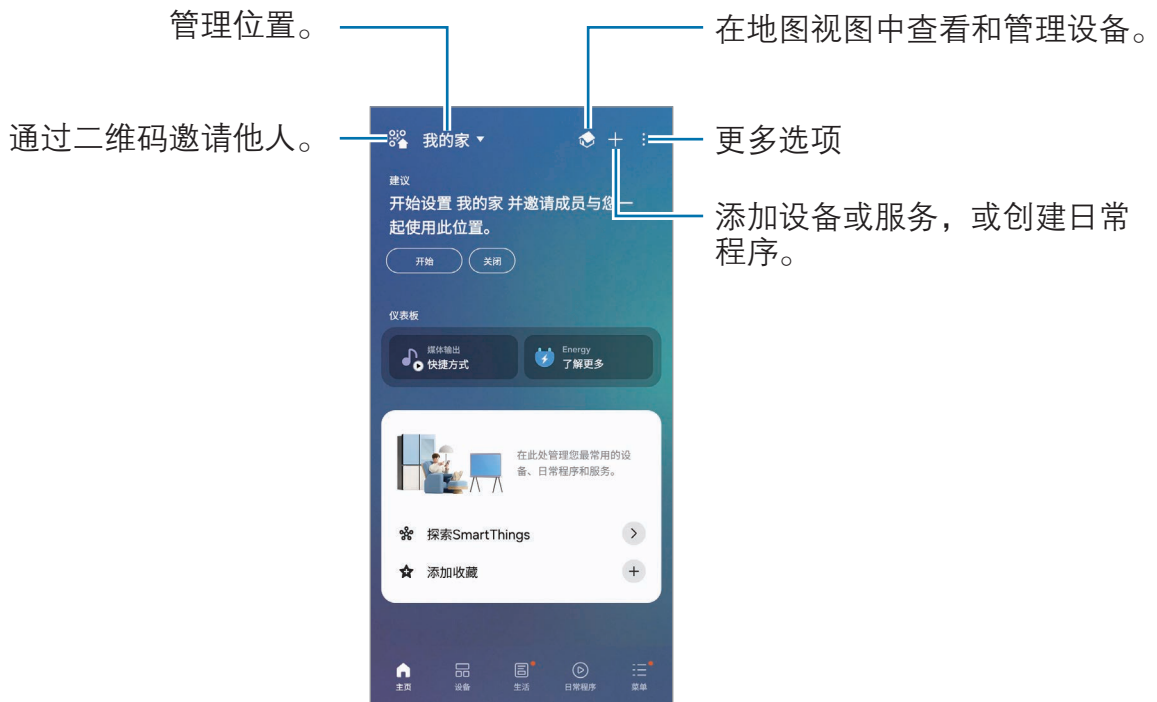 管理位置。
在地图视图中查看和管理设备。
通过二维码邀请他人。
我的家
更多选项
建议
开始设置 我的家 并邀请成员与您一
起使用此位置。
开始
关闭
添加设备或服务，或创建日常
程序。
仪表板
媒体输出
快捷方式
Energy
了解更多
在此处管理您最常用的设
备、日常程序和服务。
探索SmartThings
添加收藏
主页
设备
生活
日常程序
菜单